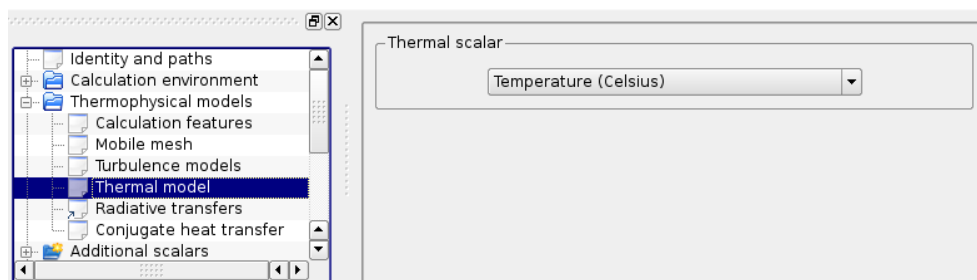 Identity and paths
Calculation environment
Thermophysical models
Calculation features
Mobile mesh
Turbulence models
Thermal model
Radiative transfers
Conjugate heat transfer
Additional scalars
Thermal scalar
Temperature (Celsius)